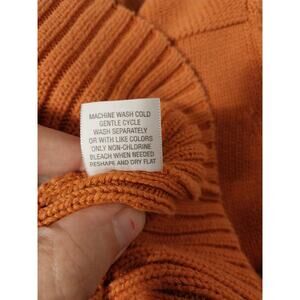 MACHINE WASH COLD
GENTLE CYCLE
WASH SEPARATELY
OR WITH LIKE COLORS
ONLY NON-CHLORINE
BLEACH WHEN NEEDED
RESHAPE AND DRY FLAT